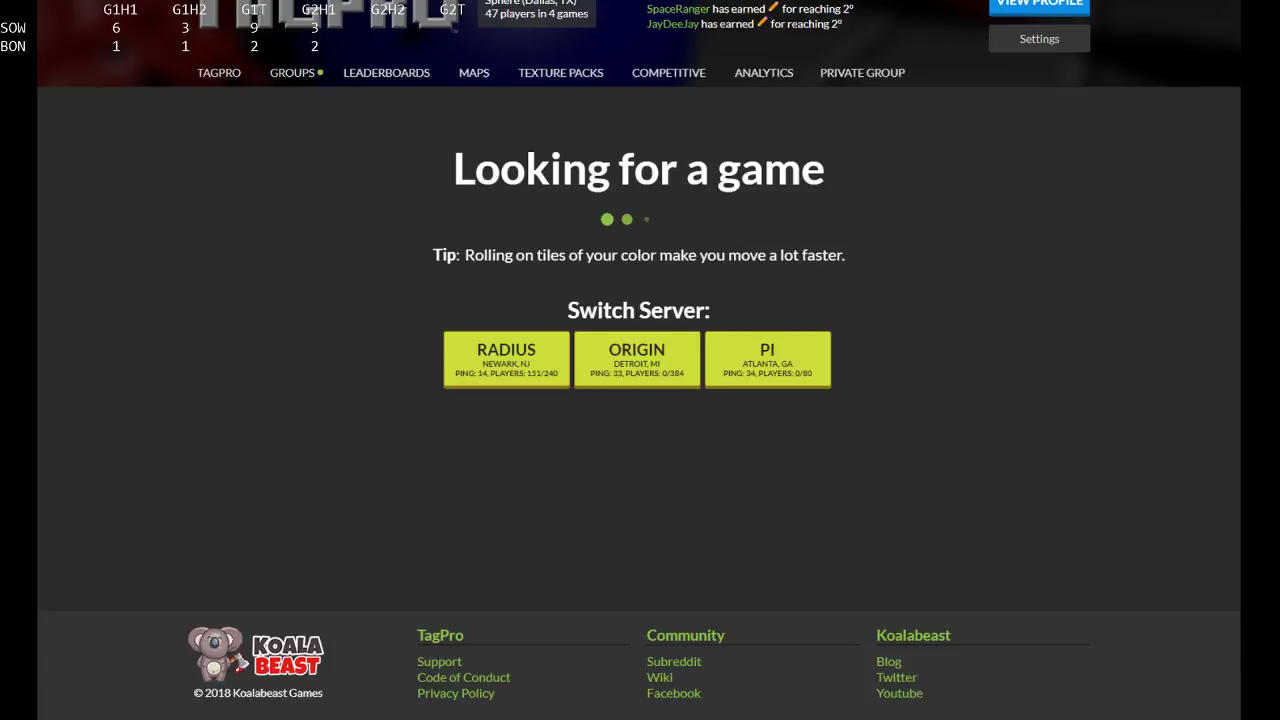 G1H1 G1H2 G1T G2H1 G2H2 G2T
SOW 6 3 9 3
BON 1 1 2 2
TAGPRO
Sphere (Dallas, TX)
47 players in 4 games
SpaceRanger has earned for reaching 2°
JayDeeJay has earned for reaching 2°
VIEW PROFILE
Settings
TAGPRO GROUPS LEADERBOARDS MAPS TEXTURE PACKS COMPETITIVE ANALYTICS PRIVATE GROUP
Looking for a game
Tip: Rolling on tiles of your color make you move a lot faster.
Switch Server:
RADIUS
NEWARK, NJ
PING: 14, PLAYERS: 151/240
ORIGIN
DETROIT, MI
PING: 33, PLAYERS: 0/384
PI
ATLANTA, GA
PING: 34, PLAYERS: 0/80
KOALA
BEAST
© 2018 Koalabeast Games
TagPro
Support
Code of Conduct
Privacy Policy
Community
Subreddit
Wiki
Facebook
Koalabeast
Blog
Twitter
Youtube